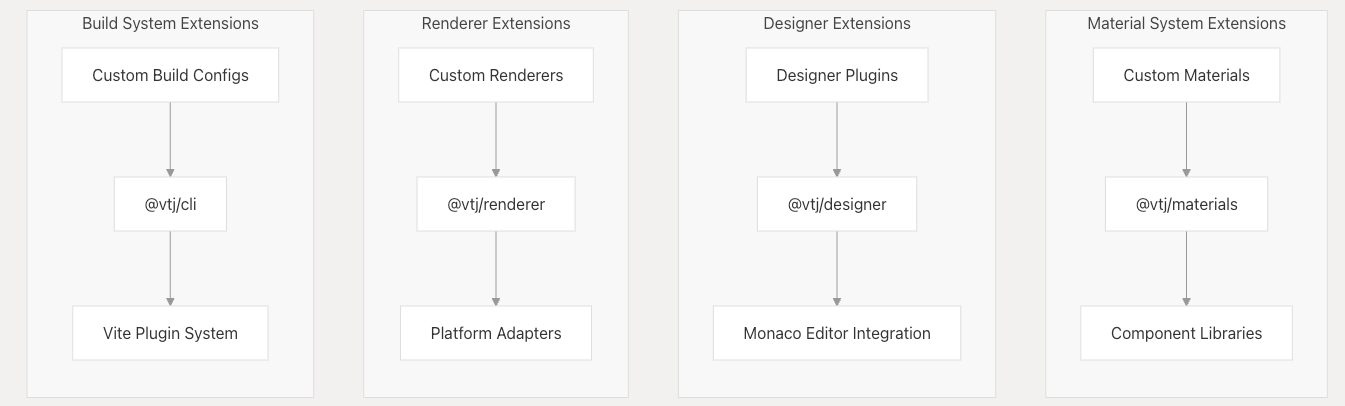 Build System Extensions
Custom Build Configs
@vtj/cli
Vite Plugin System
Renderer Extensions
Custom Renderers
@vtj/renderer
Platform Adapters
Designer Extensions
Designer Plugins
@vtj/designer
Monaco Editor Integration
Material System Extensions
Custom Materials
@vtj/materials
Component Libraries